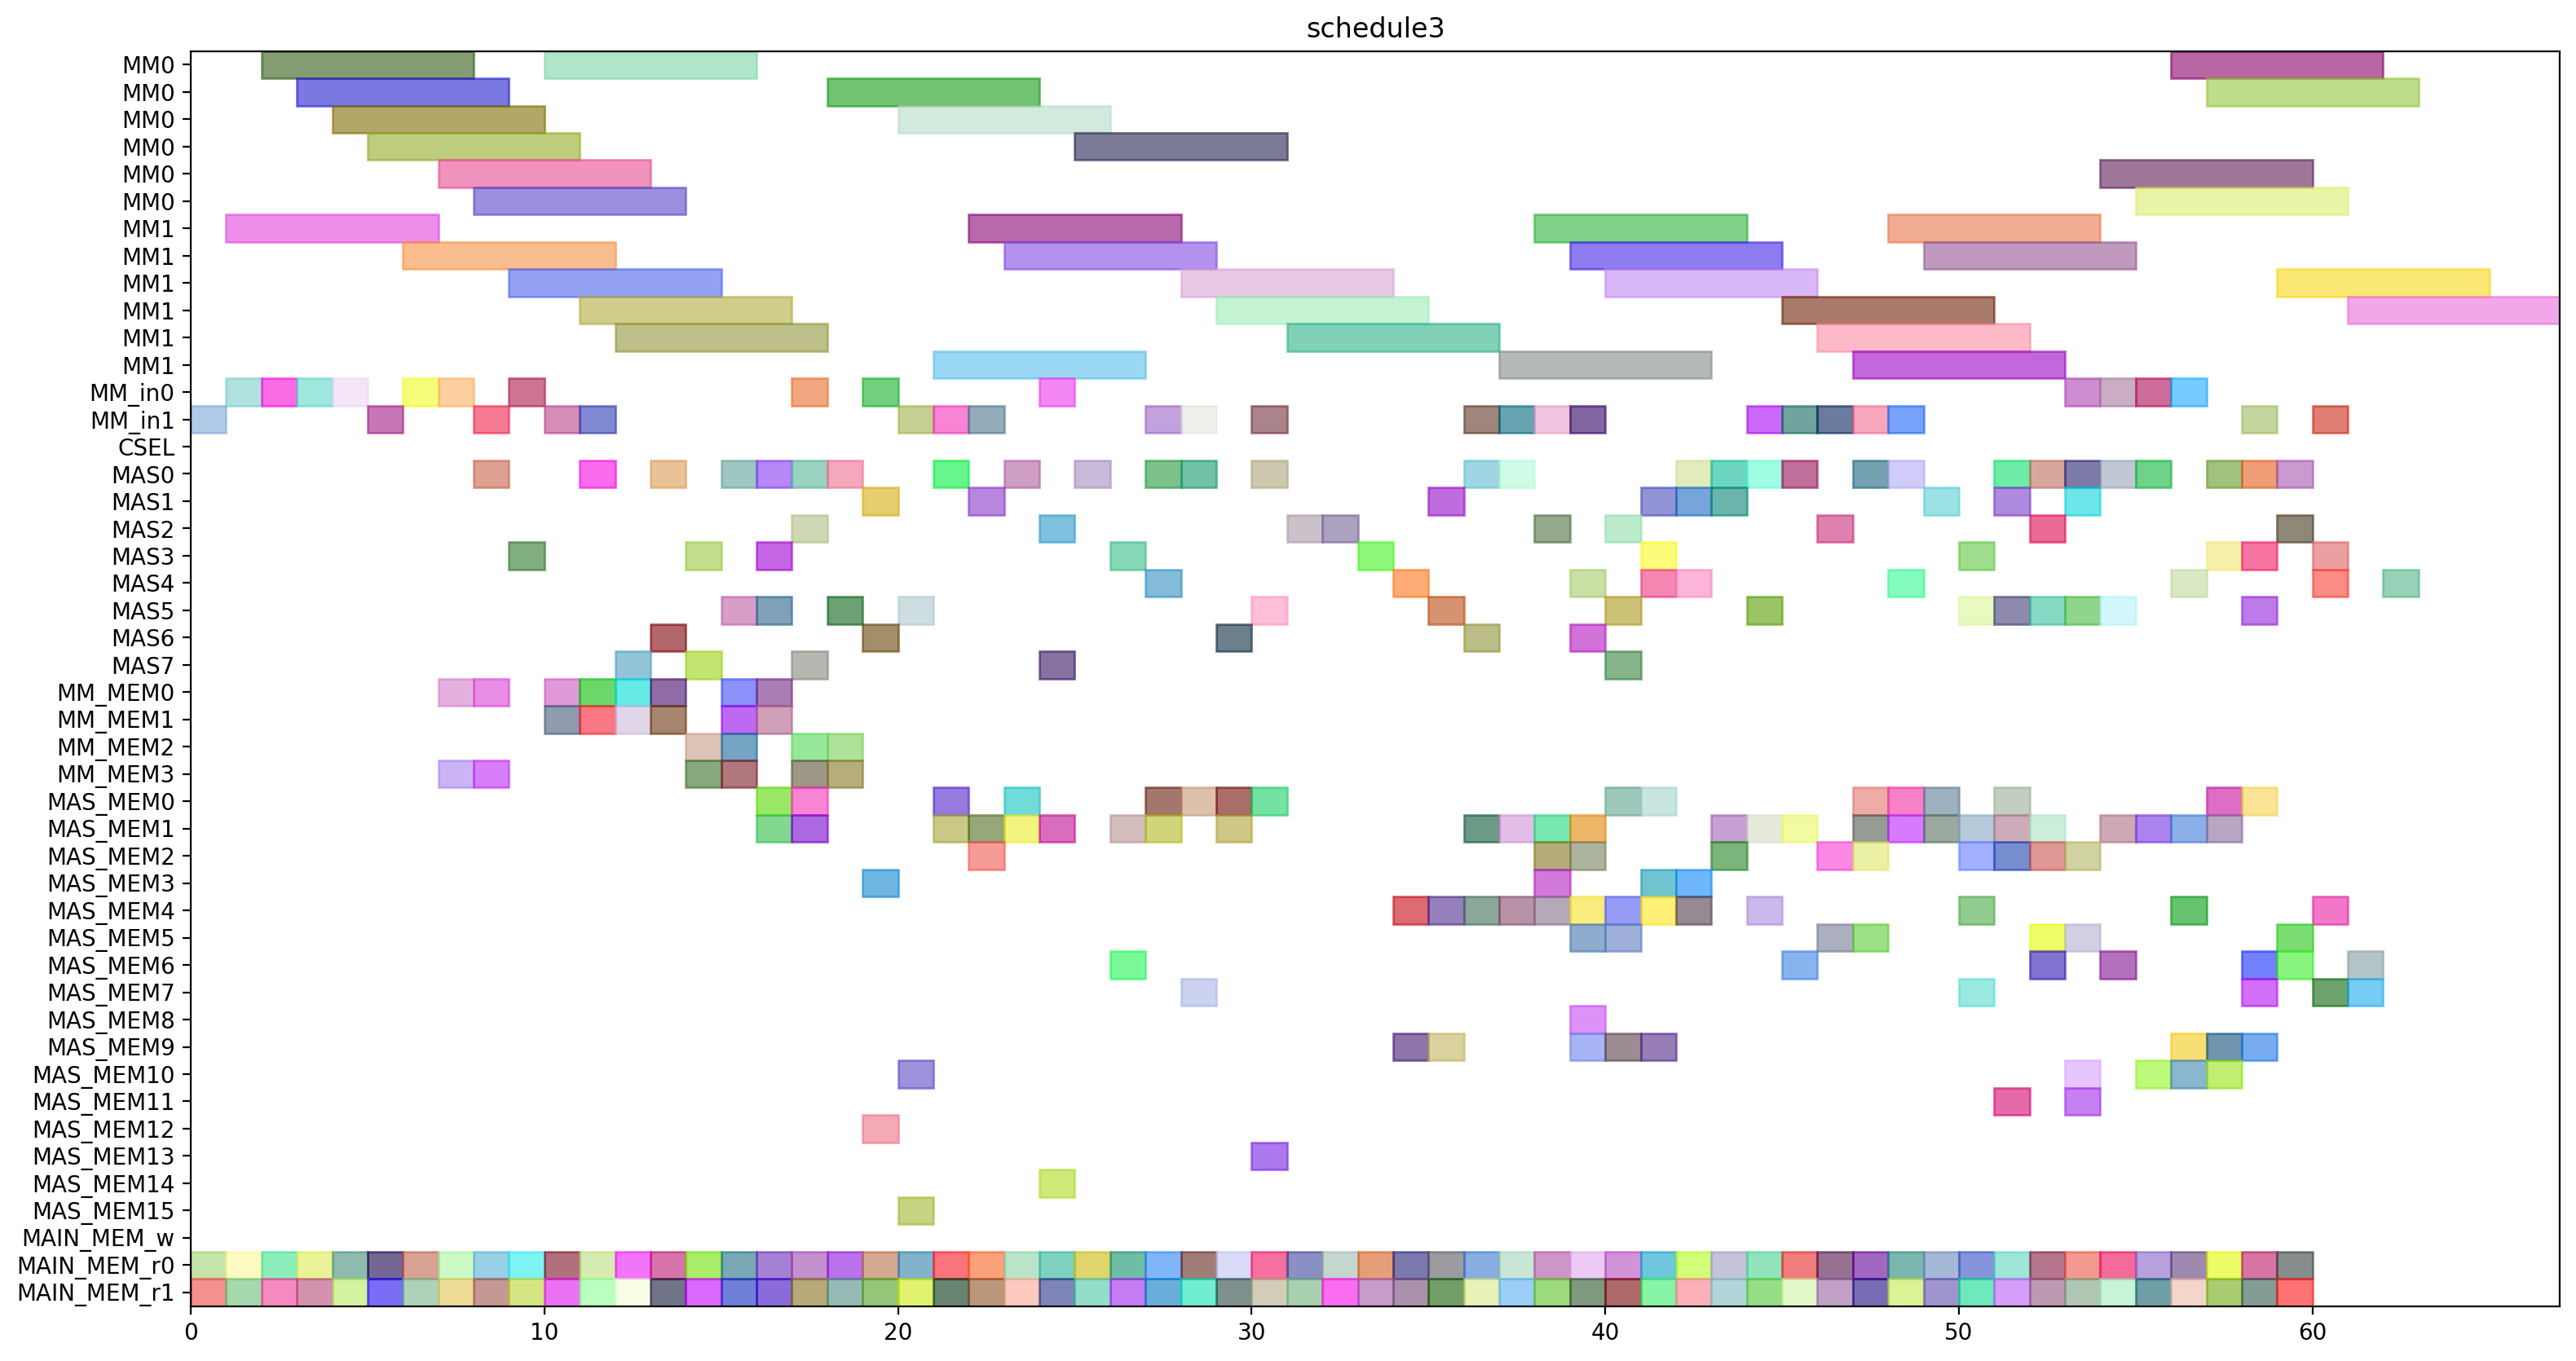 schedule3
MM0
MM0
MM0
MM0
MM0
MM0
MM1
MM1
MM1
MM1
MM1
MM1
MM_in0
MM_in1
CSEL
MAS0
MAS1
MAS2
MAS3
MAS4
MAS5
MAS6
MAS7
MM_MEM0
MM_MEM1
MM_MEM2
MM_MEM3
MAS_MEM0
MAS_MEM1
MAS_MEM2
MAS_MEM3
MAS_MEM4
MAS_MEM5
MAS_MEM6
MAS_MEM7
MAS_MEM8
MAS_MEM9
MAS_MEM10
MAS_MEM11
MAS_MEM12
MAS_MEM13
MAS_MEM14
MAS_MEM15
MAIN_MEM_w
MAIN_MEM_r0
MAIN_MEM_r1
0 10 20 30 40 50 60